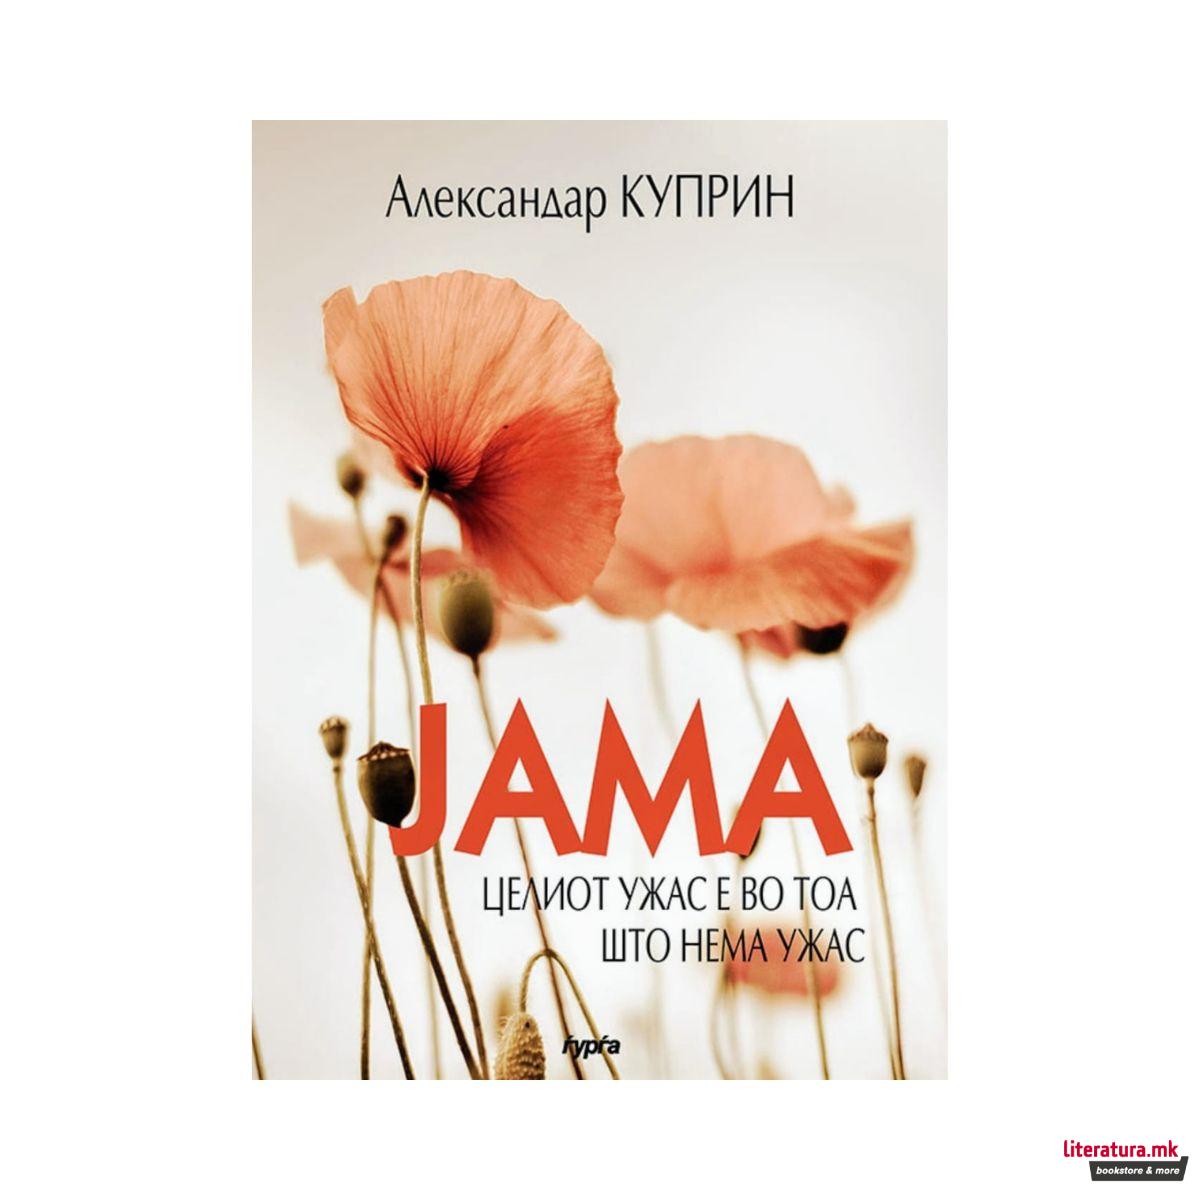 Александар КУПРИН
ЈАМА
ЦЕЛИОТ УЖАС Е ВО ТОА
ШТО НЕМА УЖАС
ѓурѓа
literatura.mk
bookstore & more